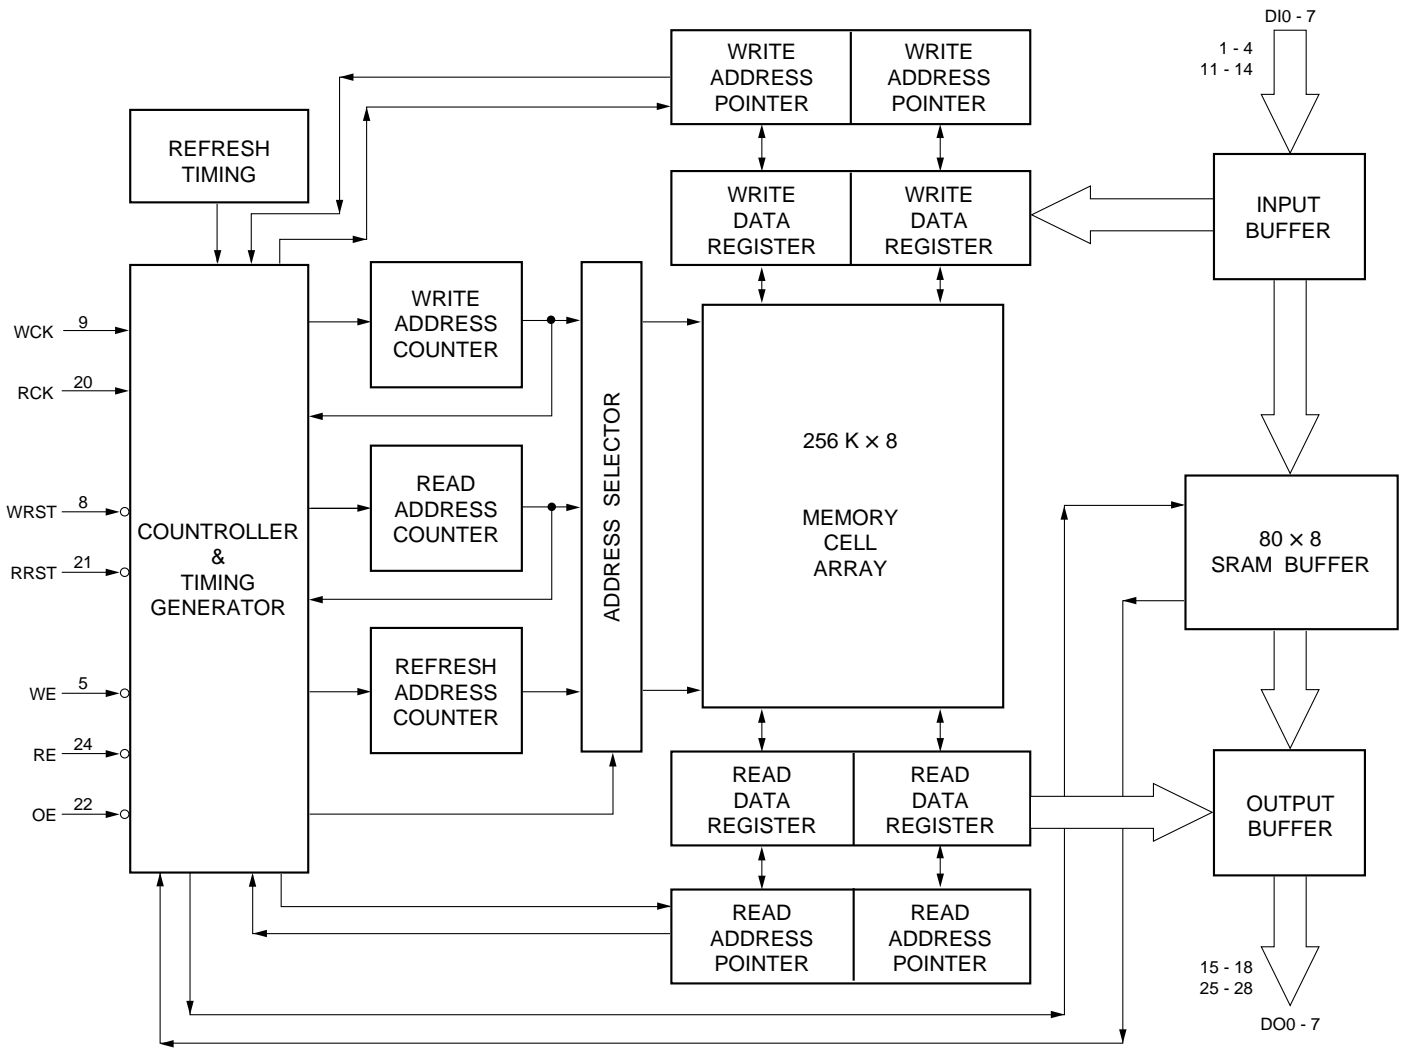 DI0 - 7
1 - 4
11 - 14
WRITE
ADDRESS
POINTER
WRITE
ADDRESS
POINTER
REFRESH
TIMING
WRITE
DATA
REGISTER
WRITE
DATA
REGISTER
INPUT
BUFFER
WCK 9
RCK 20
WRST 8
RRST 21
WE 5
RE 24
OE 22
COUNTROLLER
&
TIMING
GENERATOR
WRITE
ADDRESS
COUNTER
READ
ADDRESS
COUNTER
REFRESH
ADDRESS
COUNTER
ADDRESS SELECTOR
256 K × 8
MEMORY
CELL
ARRAY
80 × 8
SRAM BUFFER
READ
DATA
REGISTER
READ
DATA
REGISTER
OUTPUT
BUFFER
READ
ADDRESS
POINTER
READ
ADDRESS
POINTER
15 - 18
25 - 28
DO0 - 7